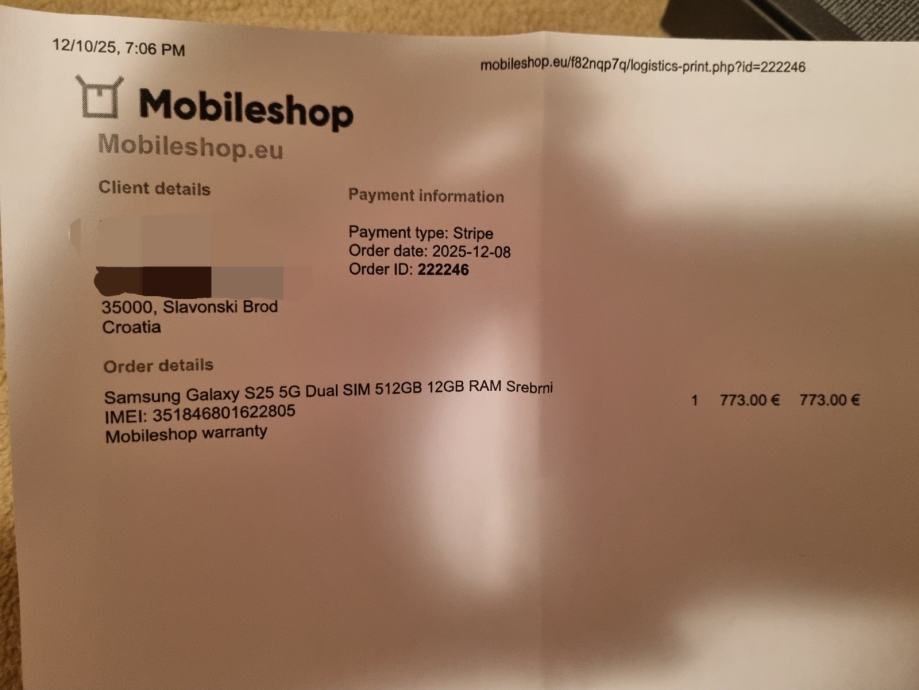 12/10/25, 7:06 PM
mobileshop.eu/f82nqp7q/logistics-print.php?id=222246
Mobileshop
Mobileshop.eu
Client details
Payment information
Payment type: Stripe
Order date: 2025-12-08
Order ID: 222246
35000, Slavonski Brod
Croatia
Order details
Samsung Galaxy S25 5G Dual SIM 512GB 12GB RAM Srebrni 1 773.00 € 773.00 €
IMEI: 351846801622805
Mobileshop warranty